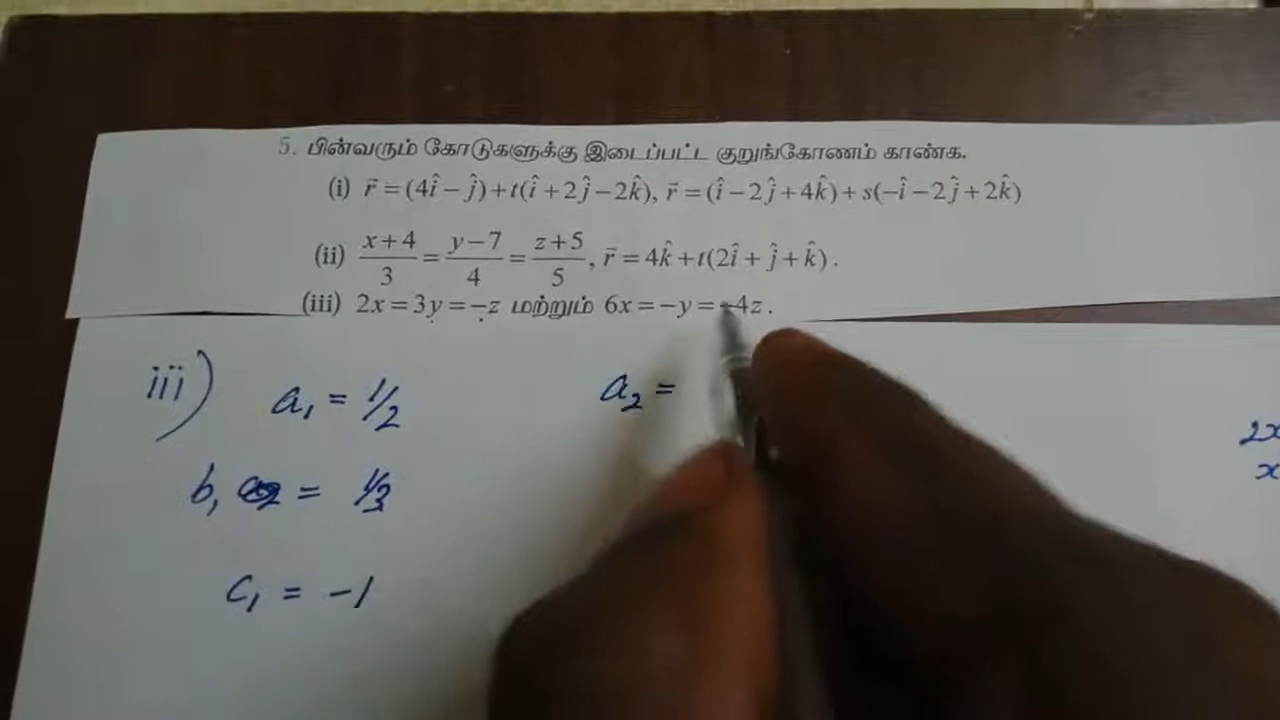 5. பின்வரும் கோடுகளுக்கு இடைப்பட்ட குறுங்கோணம் காண்க.
(i) r⃗ = (4î − ĵ) + t(î + 2ĵ − 2k̂), r⃗ = (î − 2ĵ + 4k̂) + s(−î − 2ĵ + 2k̂)
(ii) (x+4)/3 = (y−7)/4 = (z+5)/5, r⃗ = 4k̂ + t(2î + ĵ + k̂).
(iii) 2x = 3y = −z மற்றும் 6x = −y = −4z.
iii) a₁ = 1/2 a₂ =
b₁ = 1/3
c₁ = −1
2x
x